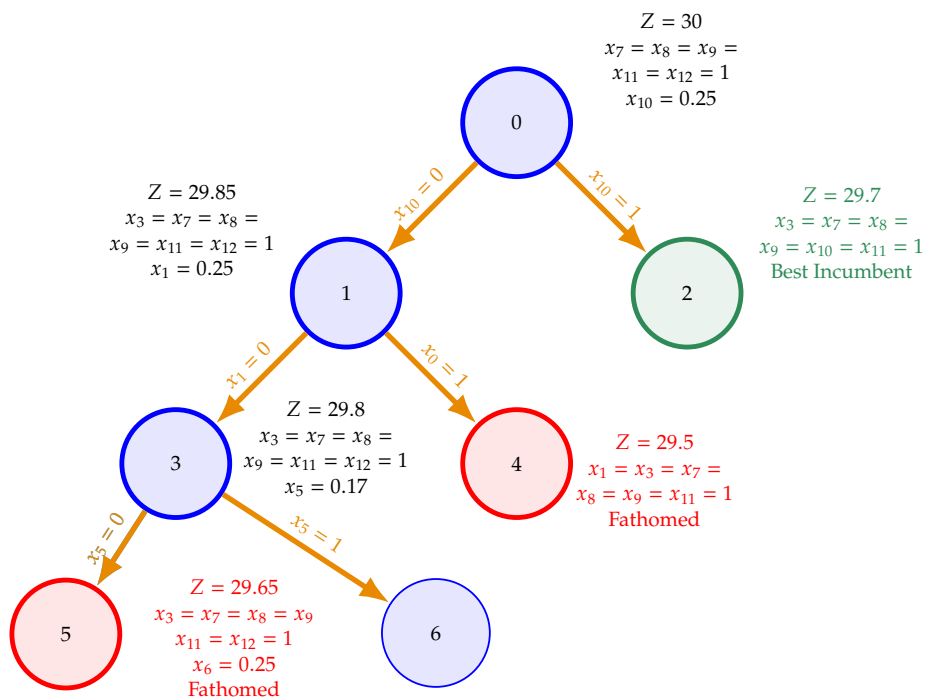 Z = 30
x₇ = x₈ = x₉ =
x₁₁ = x₁₂ = 1
x₁₀ = 0.25
0
x₁₀ = 0
x₁₀ = 1
Z = 29.85
x₃ = x₇ = x₈ =
x₉ = x₁₁ = x₁₂ = 1
x₁ = 0.25
1
Z = 29.7
x₃ = x₇ = x₈ =
x₉ = x₁₀ = x₁₁ = 1
Best Incumbent
2
x₁ = 0
x₀ = 1
3
Z = 29.8
x₃ = x₇ = x₈ =
x₉ = x₁₁ = x₁₂ = 1
x₅ = 0.17
4
Z = 29.5
x₁ = x₃ = x₇ =
x₈ = x₉ = x₁₁ = 1
Fathomed
x₅ = 0
x₅ = 1
5
Z = 29.65
x₃ = x₇ = x₈ = x₉
x₁₁ = x₁₂ = 1
x₆ = 0.25
Fathomed
6